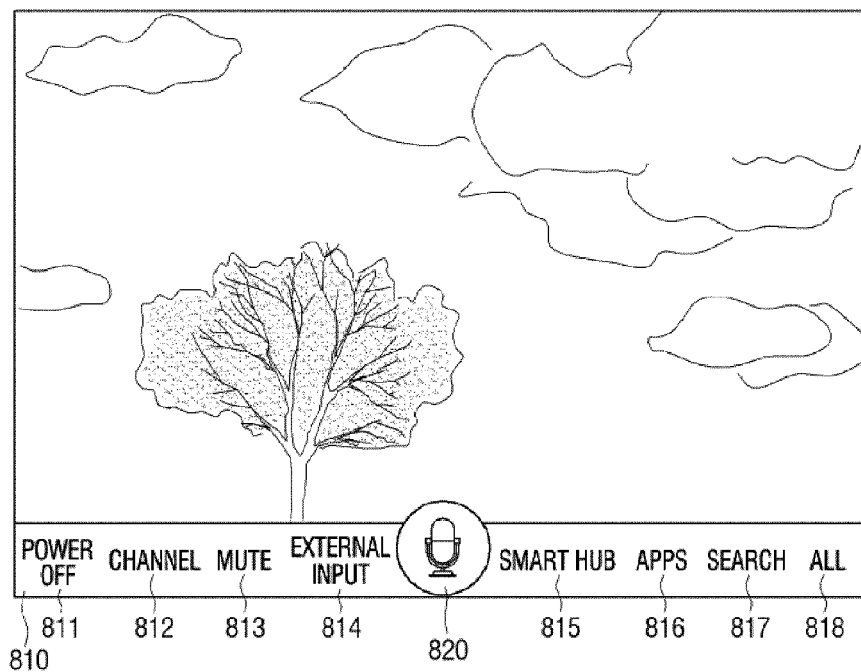 POWER OFF CHANNEL MUTE EXTERNAL INPUT SMART HUB APPS SEARCH ALL
811 812 813 814 820 815 816 817 818
810